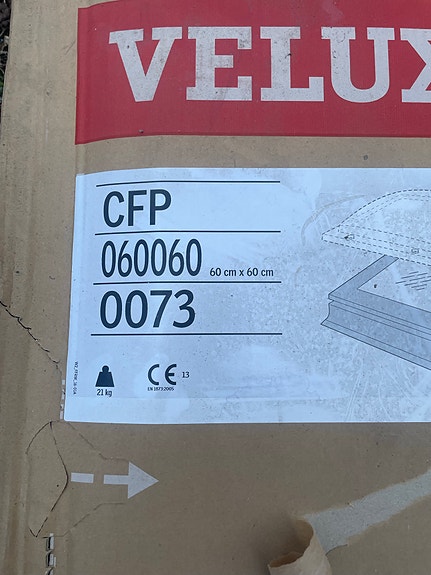 VELUX
CFP
060060 60 cm x 60 cm
0073
21 kg
CE 13
EN 1873:2005